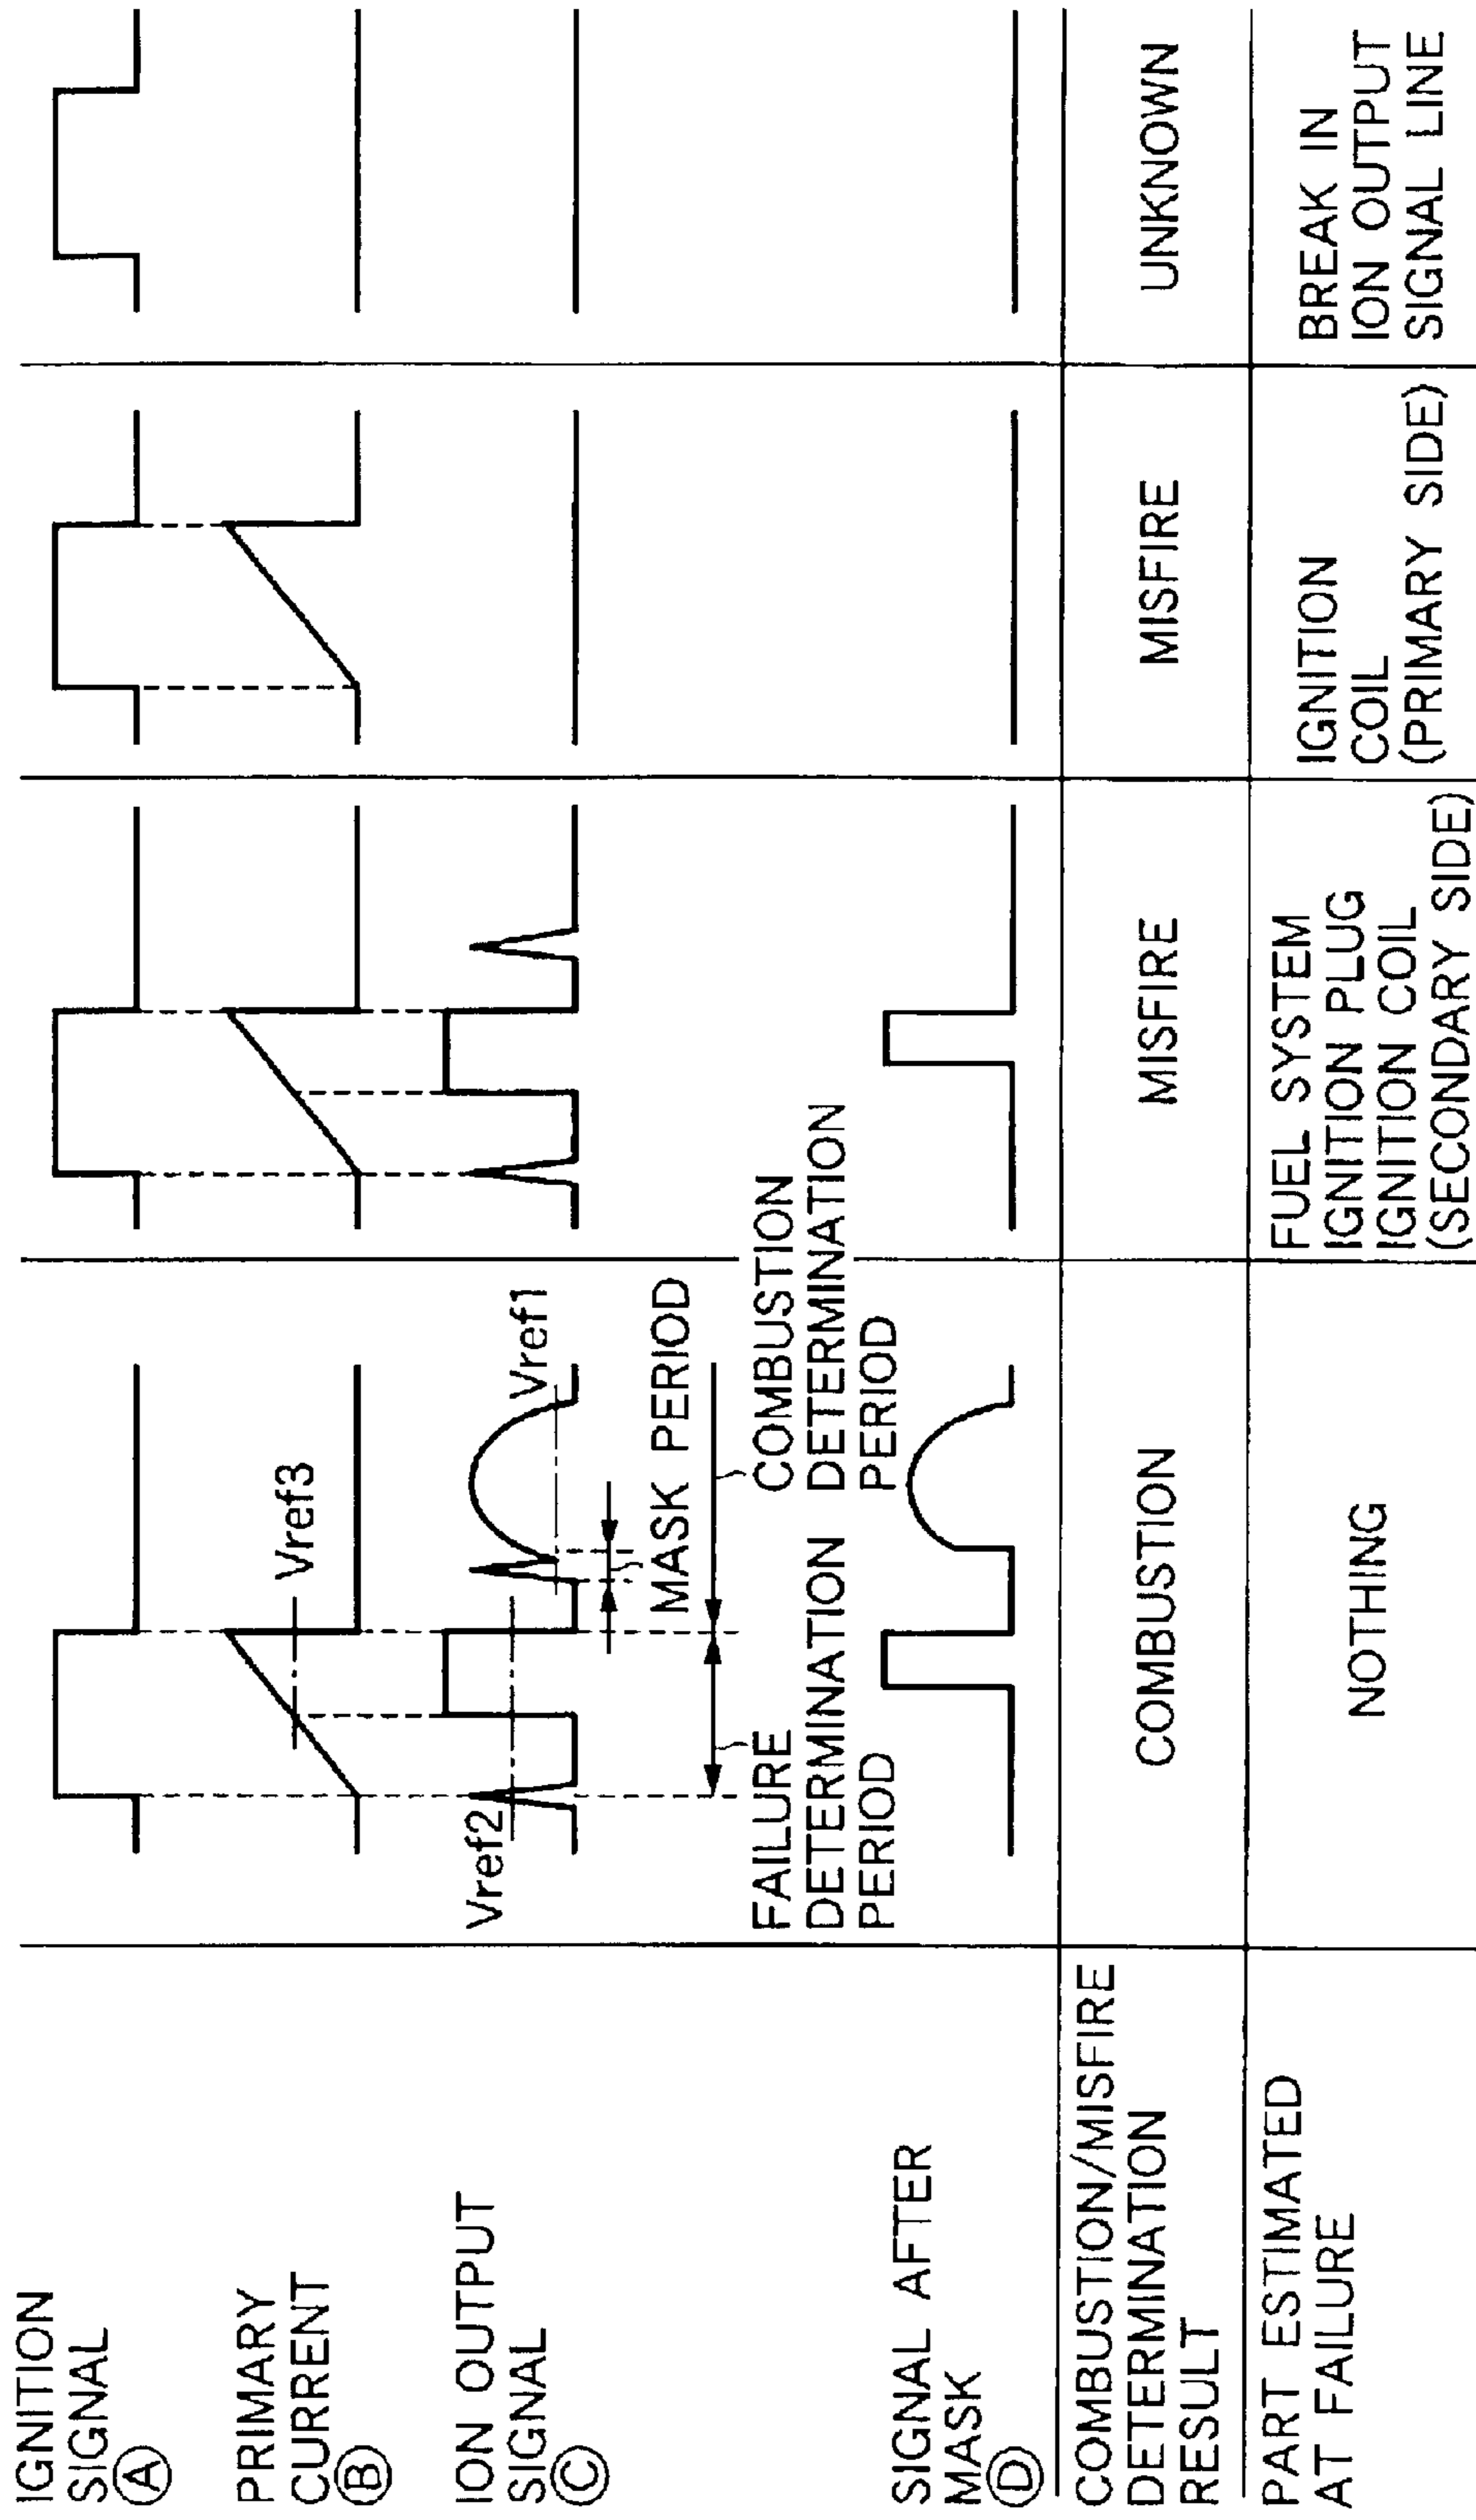 IGNITION
SIGNAL
A
PRIMARY
CURRENT
B
ION OUTPUT
SIGNAL
C
SIGNAL AFTER
MASK
D
COMBUSTION/MISFIRE
DETERMINATION
RESULT
PART ESTIMATED
AT FAILURE
Vref3
Vref2
Vref1
MASK PERIOD
FAILURE
DETERMINATION
PERIOD
COMBUSTION
DETERMINATION
PERIOD
COMBUSTION
NOTHING
MISFIRE
FUEL SYSTEM
IGNITION PLUG
IGNITION COIL
(SECONDARY SIDE)
MISFIRE
IGNITION
COIL
(PRIMARY SIDE)
UNKNOWN
BREAK IN
ION OUTPUT
SIGNAL LINE